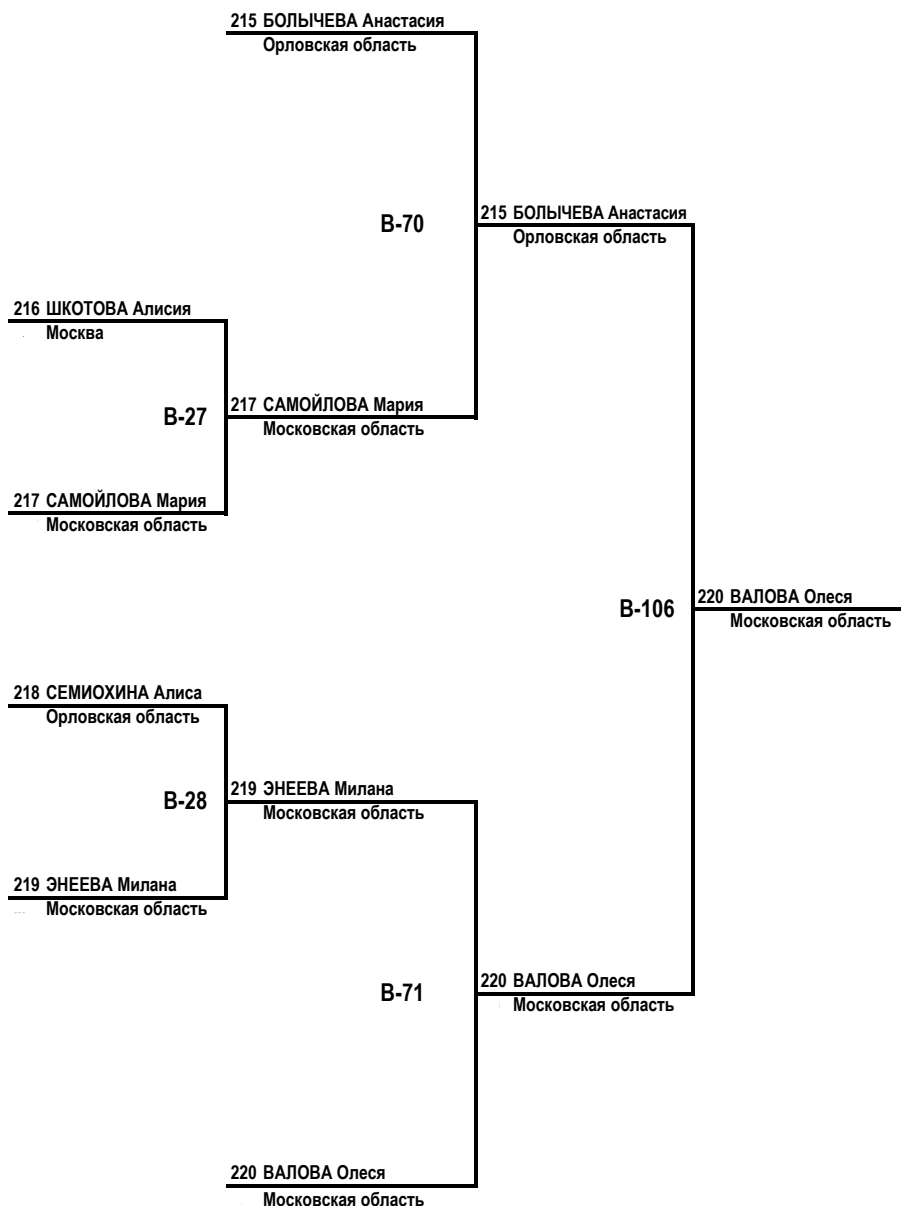 215 БОЛЫЧЕВА Анастасия
Орловская область
В-70
215 БОЛЫЧЕВА Анастасия
Орловская область
216 ШКОТОВА Алисия
Москва
В-27
217 САМОЙЛОВА Мария
Московская область
217 САМОЙЛОВА Мария
Московская область
В-106
220 ВАЛОВА Олеся
Московская область
218 СЕМИОХИНА Алиса
Орловская область
В-28
219 ЭНЕЕВА Милана
Московская область
219 ЭНЕЕВА Милана
Московская область
В-71
220 ВАЛОВА Олеся
Московская область
220 ВАЛОВА Олеся
Московская область